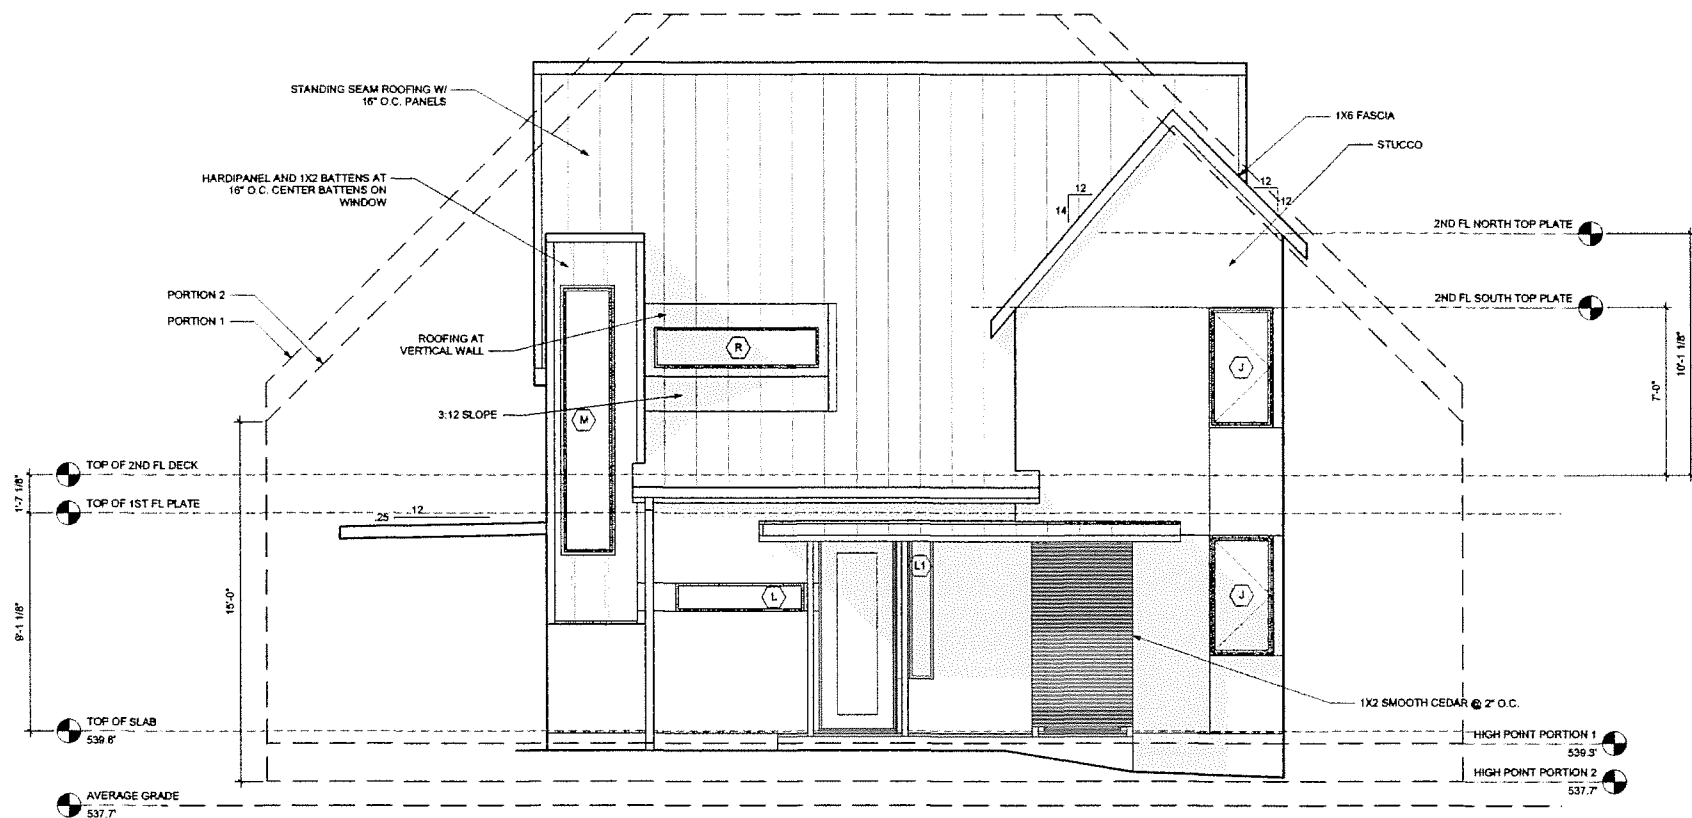 STANDING SEAM ROOFING W/
16" O.C. PANELS
1X6 FASCIA
STUCCO
HARDIPANEL AND 1X2 BATTENS AT
16" O.C. CENTER BATTENS ON
WINDOW
12
14
12
12
2ND FL NORTH TOP PLATE
PORTION 2
PORTION 1
2ND FL SOUTH TOP PLATE
ROOFING AT
VERTICAL WALL
R
J
7'-0"
10'-1 1/8"
3:12 SLOPE
M
TOP OF 2ND FL DECK
1'-7 1/8"
TOP OF 1ST FL PLATE
.25
12
L1
L
J
15'-0"
9'-1 1/8"
1X2 SMOOTH CEDAR @ 2" O.C.
TOP OF SLAB
539.6'
HIGH POINT PORTION 1
539.3'
HIGH POINT PORTION 2
537.7'
AVERAGE GRADE
537.7'